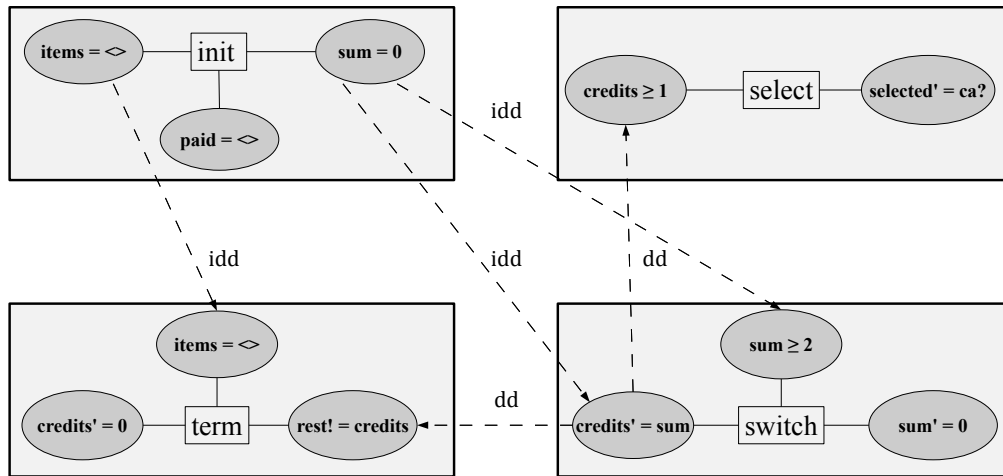 items = <>
init
sum = 0
paid = <>
credits ≥ 1
select
selected' = ca?
idd
idd
idd
dd
items = <>
credits' = 0
term
rest! = credits
dd
sum ≥ 2
credits' = sum
switch
sum' = 0